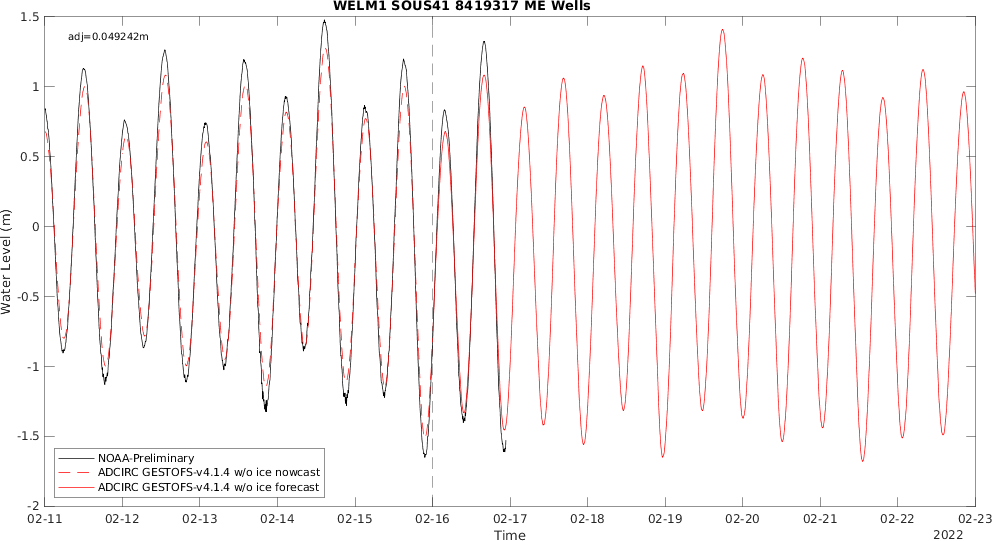 WELM1 SOUS41 8419317 ME Wells
adj=0.049242m
1.5
1
0.5
0
-0.5
-1
-1.5
-2
Water Level (m)
NOAA-Preliminary
ADCIRC GESTOFS-v4.1.4 w/o ice nowcast
ADCIRC GESTOFS-v4.1.4 w/o ice forecast
02-11 02-12 02-13 02-14 02-15 02-16 02-17 02-18 02-19 02-20 02-21 02-22 02-23
Time
2022